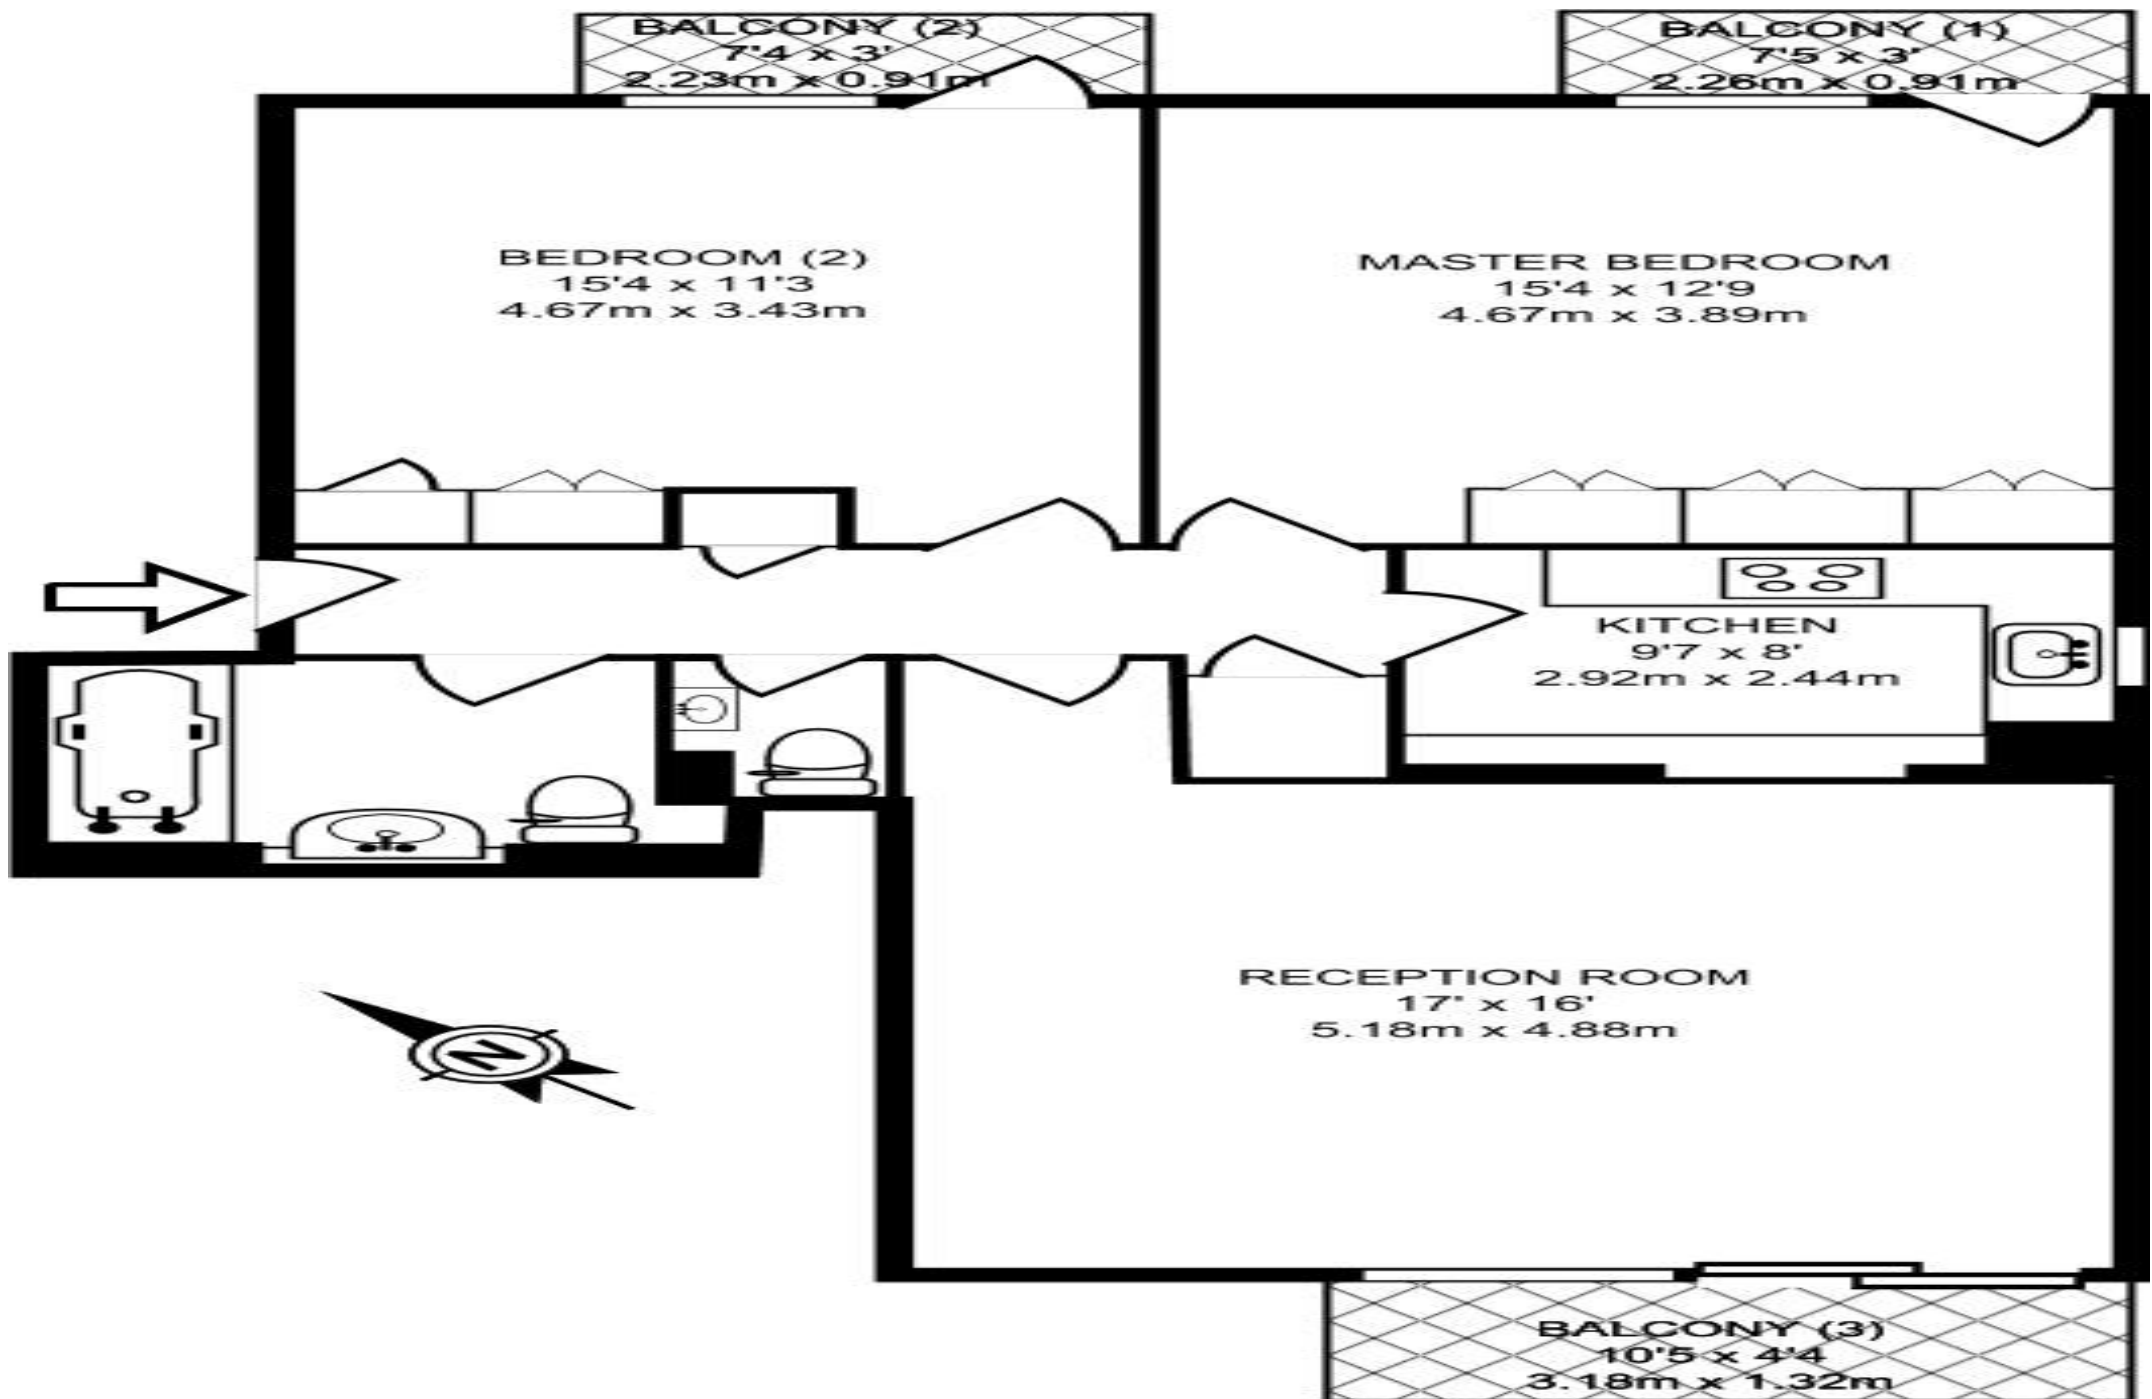 BALCONY (2)
7'4 x 3'
2.23m x 0.91m
BALCONY (1)
7'5 x 3'
2.26m x 0.91m
BEDROOM (2)
15'4 x 11'3
4.67m x 3.43m
MASTER BEDROOM
15'4 x 12'9
4.67m x 3.89m
KITCHEN
9'7 x 8'
2.92m x 2.44m
RECEPTION ROOM
17' x 16'
5.18m x 4.88m
N
BALCONY (3)
10'5 x 4'4
3.18m x 1.32m